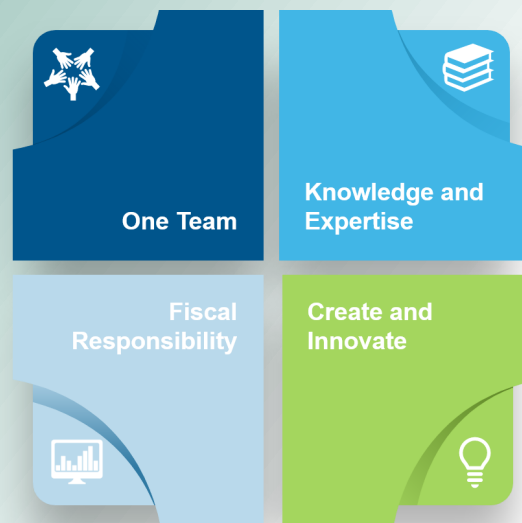 One Team
Knowledge and
Expertise
Fiscal
Responsibility
Create and
Innovate